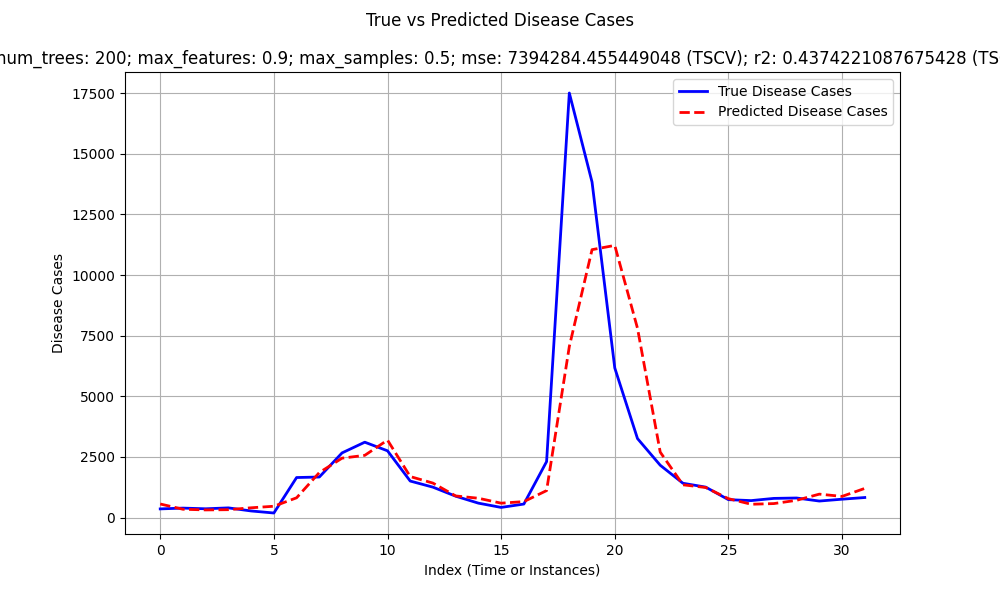 True vs Predicted Disease Cases
num_trees: 200; max_features: 0.9; max_samples: 0.5; mse: 7394284.455449048 (TSCV); r2: 0.4374221087675428 (TS
True Disease Cases
Predicted Disease Cases
17500
15000
12500
10000
7500
5000
2500
0
Disease Cases
0 5 10 15 20 25 30
Index (Time or Instances)